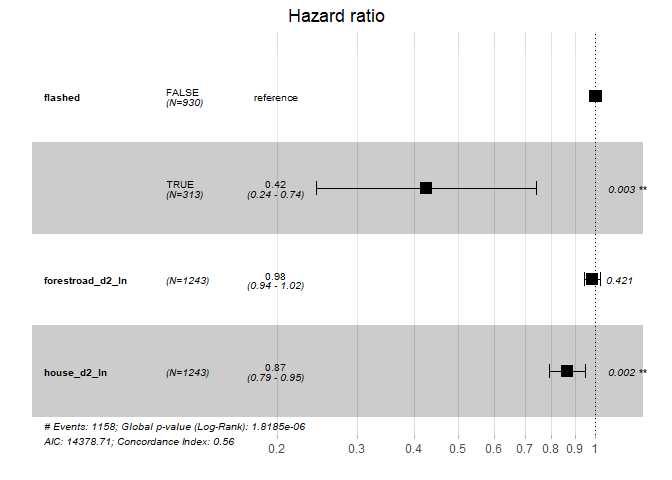 Hazard ratio
flashed FALSE (N=930) reference
TRUE (N=313) 0.42 (0.24 - 0.74) 0.003 **
forestroad_d2_ln (N=1243) 0.98 (0.94 - 1.02) 0.421
house_d2_ln (N=1243) 0.87 (0.79 - 0.95) 0.002 **
# Events: 1158; Global p-value (Log-Rank): 1.8185e-06
AIC: 14378.71; Concordance Index: 0.56
0.2 0.3 0.4 0.5 0.6 0.7 0.8 0.9 1